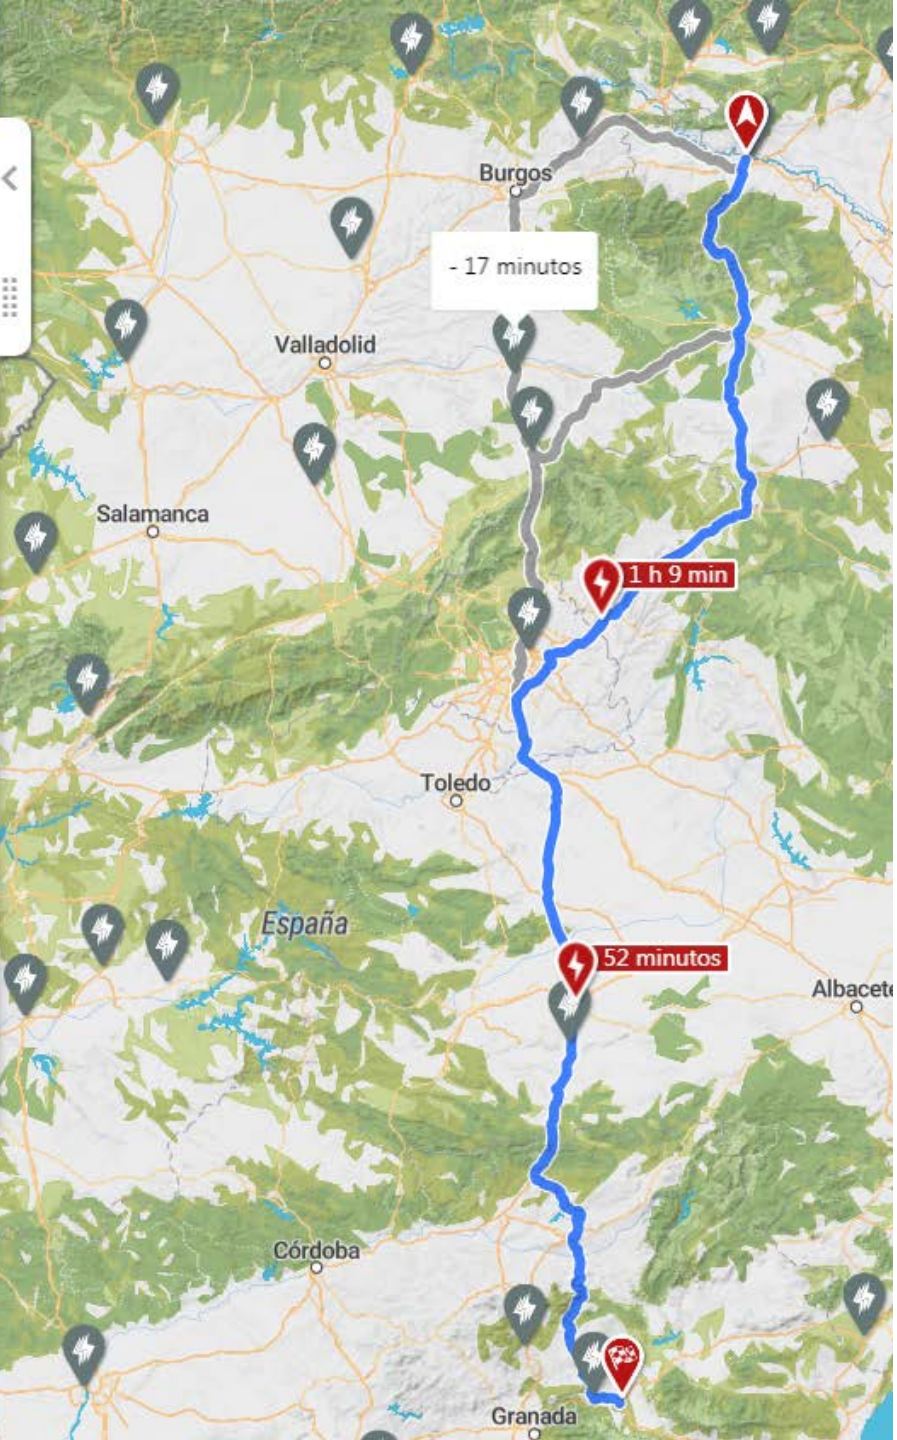 Burgos
- 17 minutos
Valladolid
Salamanca
1 h 9 min
Toledo
España
52 minutos
Albacete
Córdoba
Granada